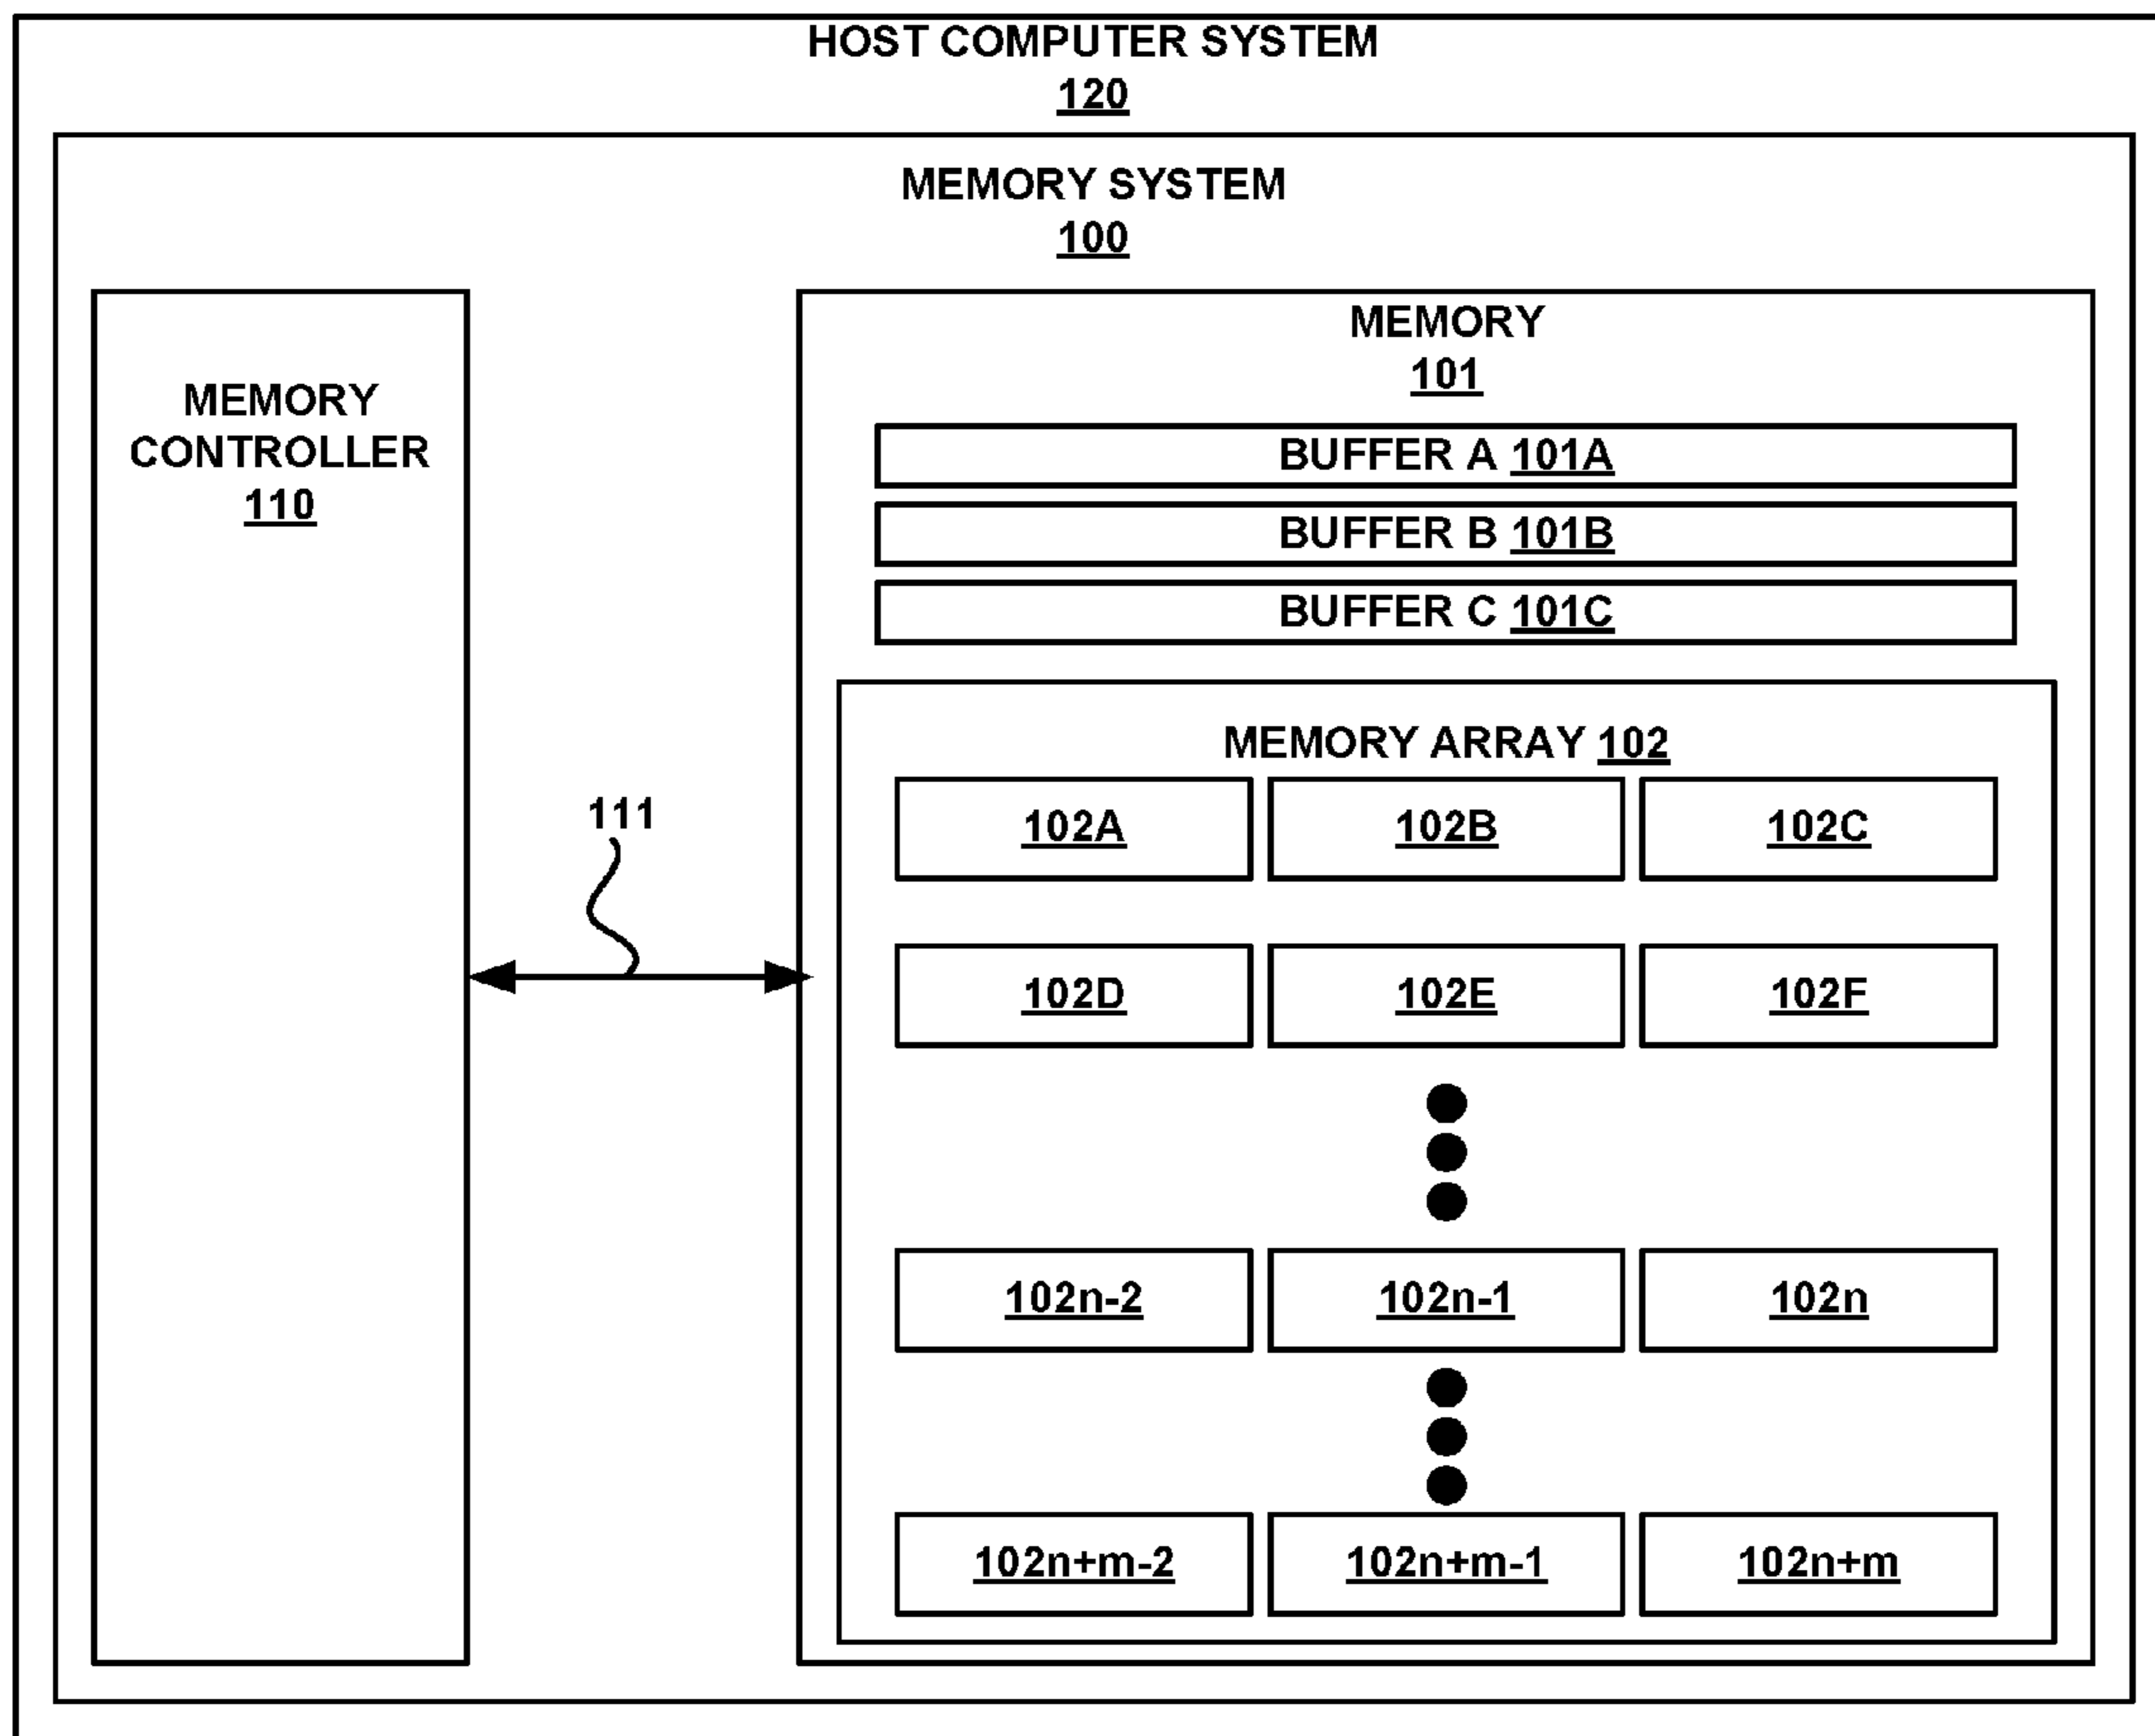 HOST COMPUTER SYSTEM
120
MEMORY SYSTEM
100
MEMORY
CONTROLLER
110
111
MEMORY
101
BUFFER A 101A
BUFFER B 101B
BUFFER C 101C
MEMORY ARRAY 102
102A 102B 102C
102D 102E 102F
102n-2 102n-1 102n
102n+m-2 102n+m-1 102n+m